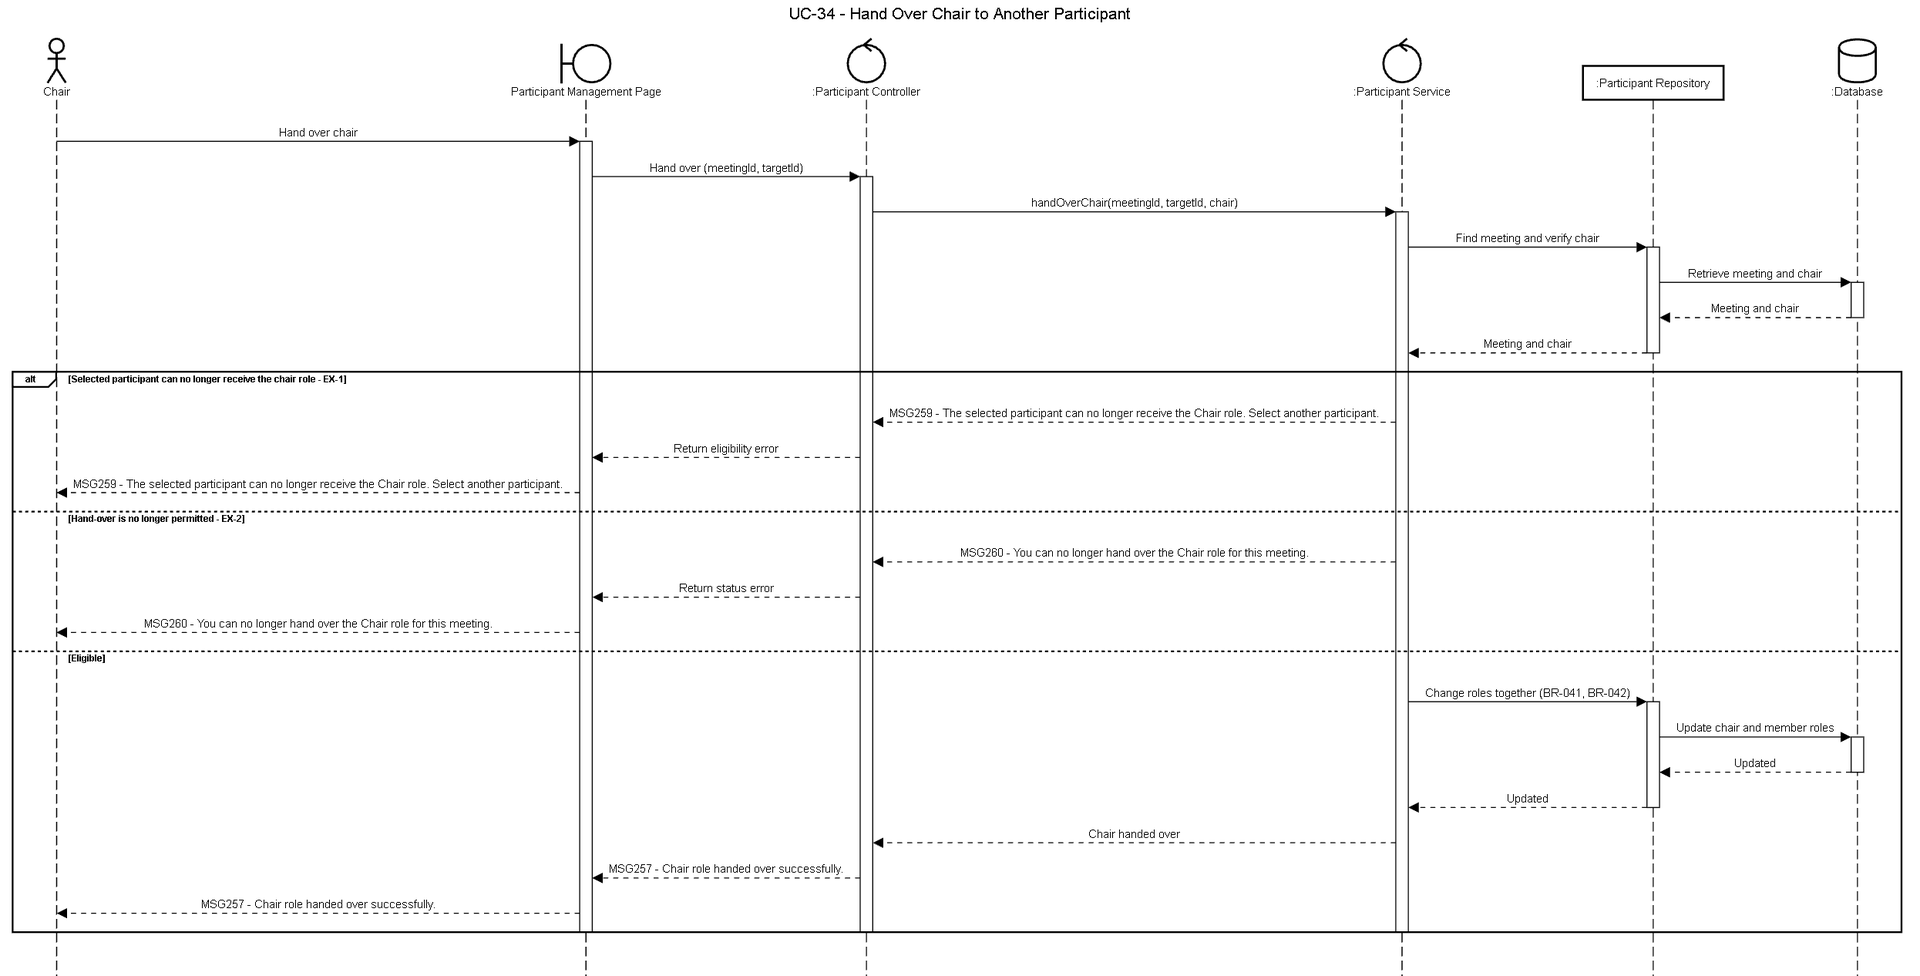 UC-34 - Hand Over Chair to Another Participant
Chair
Participant Management Page
:Participant Controller
:Participant Service
:Participant Repository
:Database
Hand over chair
Hand over (meetingId, targetId)
handOverChair(meetingId, targetId, chair)
Find meeting and verify chair
Retrieve meeting and chair
Meeting and chair
Meeting and chair
alt
[Selected participant can no longer receive the chair role - EX-1]
MSG259 - The selected participant can no longer receive the Chair role. Select another participant.
Return eligibility error
MSG259 - The selected participant can no longer receive the Chair role. Select another participant.
[Hand-over is no longer permitted - EX-2]
MSG260 - You can no longer hand over the Chair role for this meeting.
Return status error
MSG260 - You can no longer hand over the Chair role for this meeting.
[Eligible]
Change roles together (BR-041, BR-042)
Update chair and member roles
Updated
Updated
Chair handed over
MSG257 - Chair role handed over successfully.
MSG257 - Chair role handed over successfully.